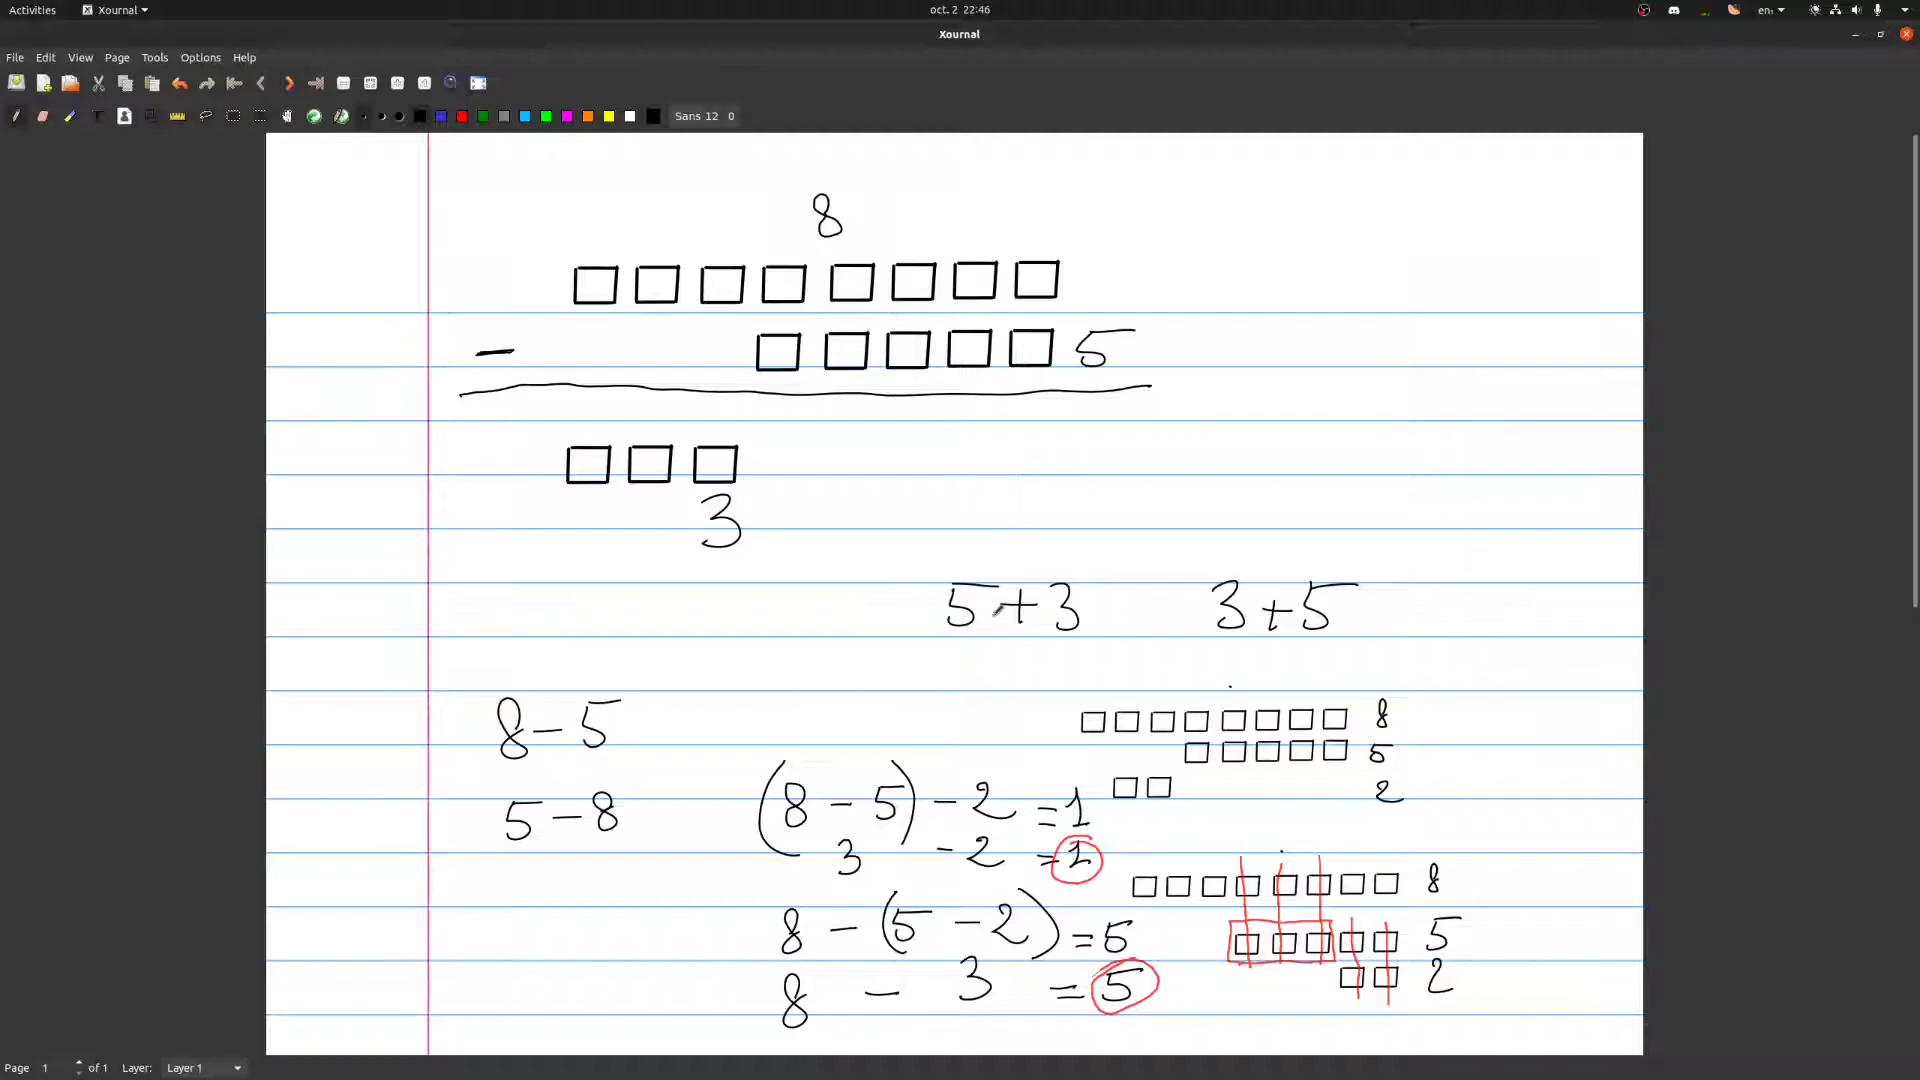 Activities Xournal oct. 2 22:46 en₁
Xournal
File Edit View Page Tools Options Help
Sans 12 0
8
− 5
3
5+3 3+5
8−5
8
5
2
5−8
(8 − 5) − 2 = 1
3 − 2 = 1
8
8 − (5 − 2) = 5
5
8 − 3 = 5
2
Page 1 of 1 Layer: Layer 1